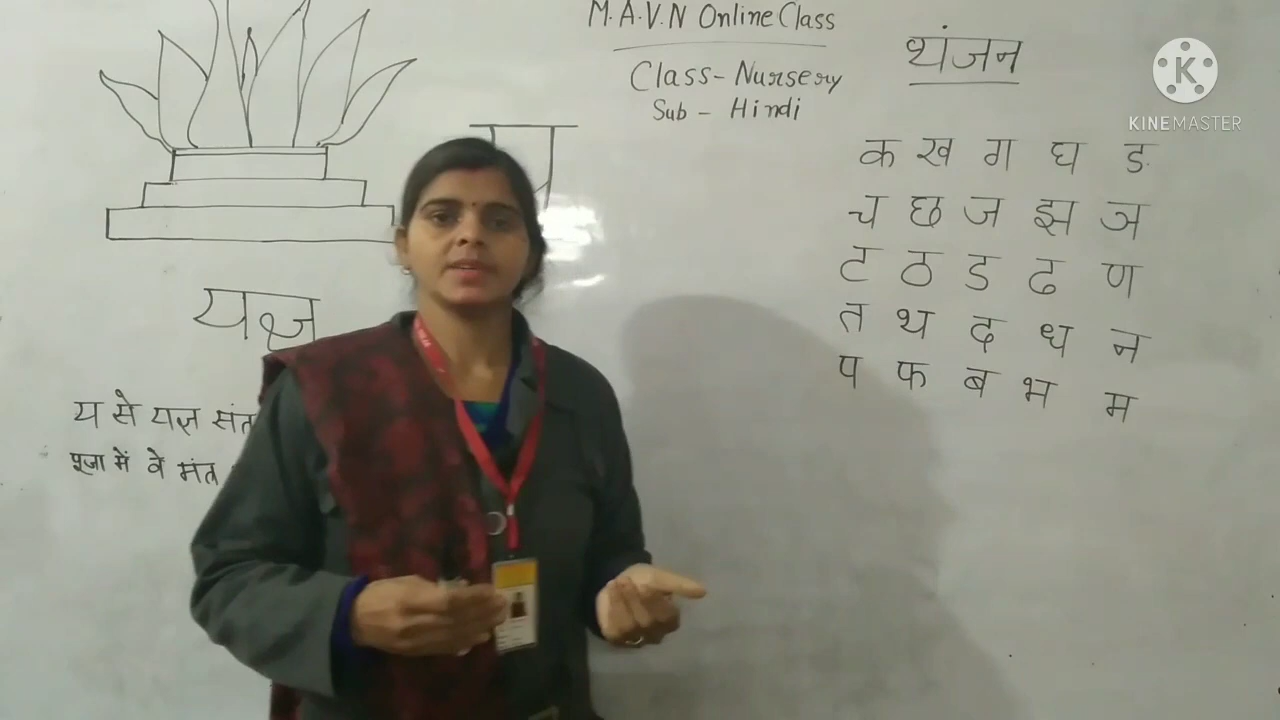 M.A.V.N Online Class
Class - Nursery
Sub - Hindi
व्यंजन
KINEMASTER
क ख ग घ ङ
च छ ज झ ञ
ट ठ ड ढ ण
त थ द ध न
प फ ब भ म
य
यज्ञ
य से यज्ञ
पूजा में वे मंत्र